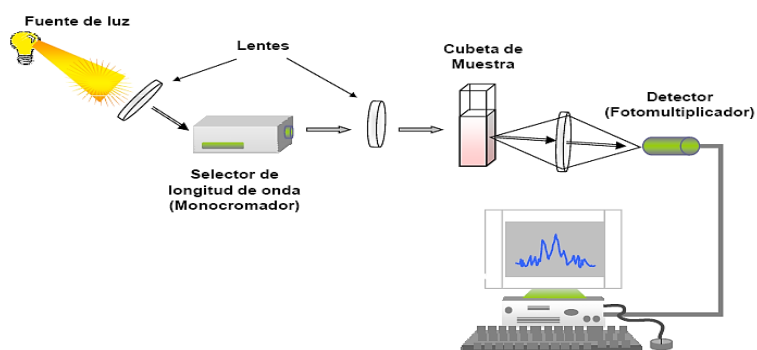 Fuente de luz
Lentes
Cubeta de
Muestra
Detector
(Fotomultiplicador)
Selector de
longitud de onda
(Monocromador)